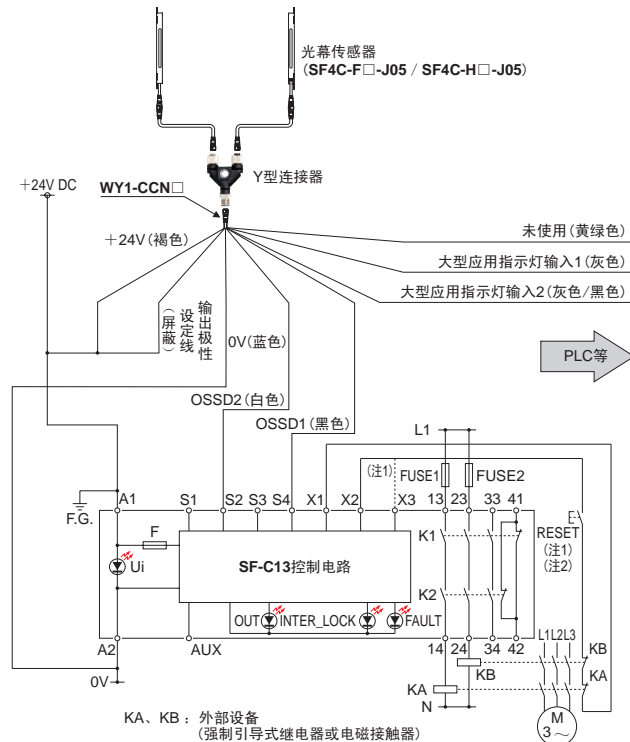 光幕传感器
(SF4C-F□-J05 / SF4C-H□-J05)
Y型连接器
+24V DC
WY1-CCN□
+24V(褐色)
未使用(黄绿色)
大型应用指示灯输入1(灰色)
大型应用指示灯输入2(灰色/黑色)
输出极性
设定线
(屏蔽)
0V(蓝色)
PLC等
OSSD2(白色)
OSSD1(黑色)
L1
(注1)
FUSE1
FUSE2
F.G.
A1
S1
S2
S3
S4
X1
X2
X3
13
23
33
41
F
K1
RESET
(注1)
(注2)
Ui
SF-C13控制电路
K2
OUT
INTER_LOCK
FAULT
L1
L2
L3
A2
AUX
14
24
34
42
KB
KB
KA
KA
0V
N
M
3~
KA、KB：外部设备
(强制引导式继电器或电磁接触器)